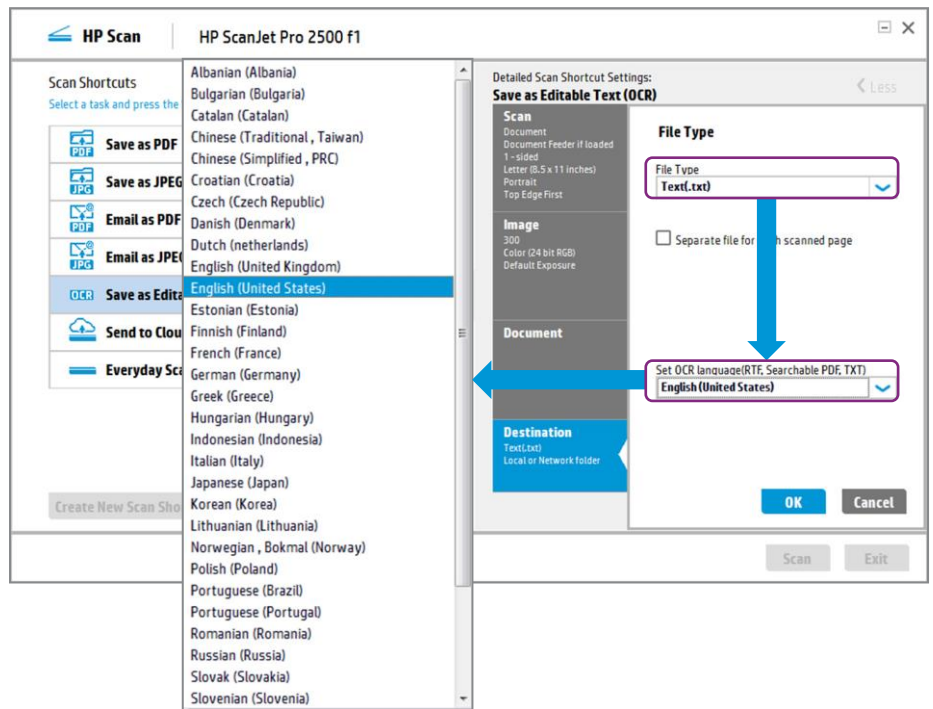 HP Scan
HP ScanJet Pro 2500 f1
Scan Shortcuts
Select a task and press the
Save as PDF
Save as JPEG
Email as PDF
Email as JPE
Save as Edita
Send to Clou
Everyday Sca
Create New Scan Sho
Albanian (Albania)
Bulgarian (Bulgaria)
Catalan (Catalan)
Chinese (Traditional , Taiwan)
Chinese (Simplified , PRC)
Croatian (Croatia)
Czech (Czech Republic)
Danish (Denmark)
Dutch (netherlands)
English (United Kingdom)
English (United States)
Estonian (Estonia)
Finnish (Finland)
French (France)
German (Germany)
Greek (Greece)
Hungarian (Hungary)
Indonesian (Indonesia)
Italian (Italy)
Japanese (Japan)
Korean (Korea)
Lithuanian (Lithuania)
Norwegian , Bokmal (Norway)
Polish (Poland)
Portuguese (Brazil)
Portuguese (Portugal)
Romanian (Romania)
Russian (Russia)
Slovak (Slovakia)
Slovenian (Slovenia)
Detailed Scan Shortcut Settings:
Save as Editable Text (OCR)
Less
Scan
Document
Document Feeder if loaded
1 - sided
Letter (8.5 x 11 inches)
Portrait
Top Edge First
Image
300
Color (24 bit RGB)
Default Exposure
Document
Destination
Text(.txt)
Local or Network folder
File Type
File Type
Text(.txt)
Separate file for ch scanned page
Set OCR language(RTF, Searchable PDF, TXT)
English (United States)
OK Cancel
Scan Exit
PDF
JPG
PDF
JPG
OCR